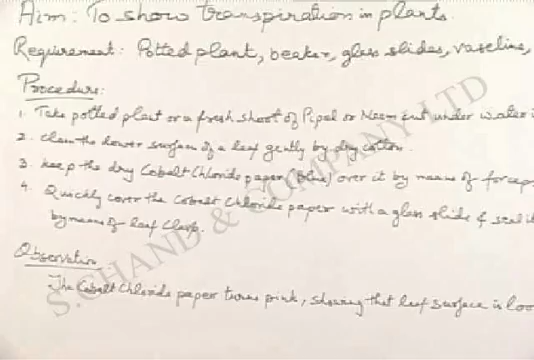 Aim: To show transpiration in plants.
Requirement: Potted plant, beaker, glass slides, vaseline,
Procedure:
1. Take potted plant or a fresh shoot of Pipal or Neem cut under water
2. Clean the lower surface of a leaf gently by dry cotton.
3. Keep the dry Cobalt Chloride paper (blue) over it by means of forceps
4. Quickly cover the Cobalt Chloride paper with a glass slide & seal it
by means of leaf Clasp.
Observation
The Cobalt Chloride paper turns pink, showing that leaf surface is
S.CHAND & COMPANY LTD